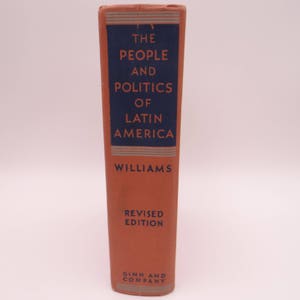 THE
PEOPLE
AND
POLITICS
OF
LATIN
AMERICA
WILLIAMS
REVISED
EDITION
GINN AND
COMPANY